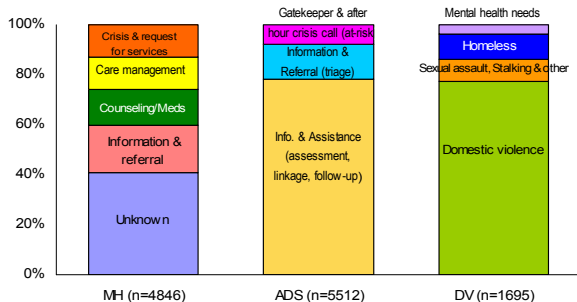 Gatekeeper & after
Mental health needs
100%
80%
60%
40%
20%
0%
Crisis & request
for services
Care management
Counseling/Meds
Information &
referral
Unknown
hour crisis call (at-risk
Information &
Referral (triage)
Info. & Assistance
(assessment,
linkage, follow-up)
Homeless
Sexual assault, Stalking & other
Domestic violence
MH (n=4846)
ADS (n=5512)
DV (n=1695)